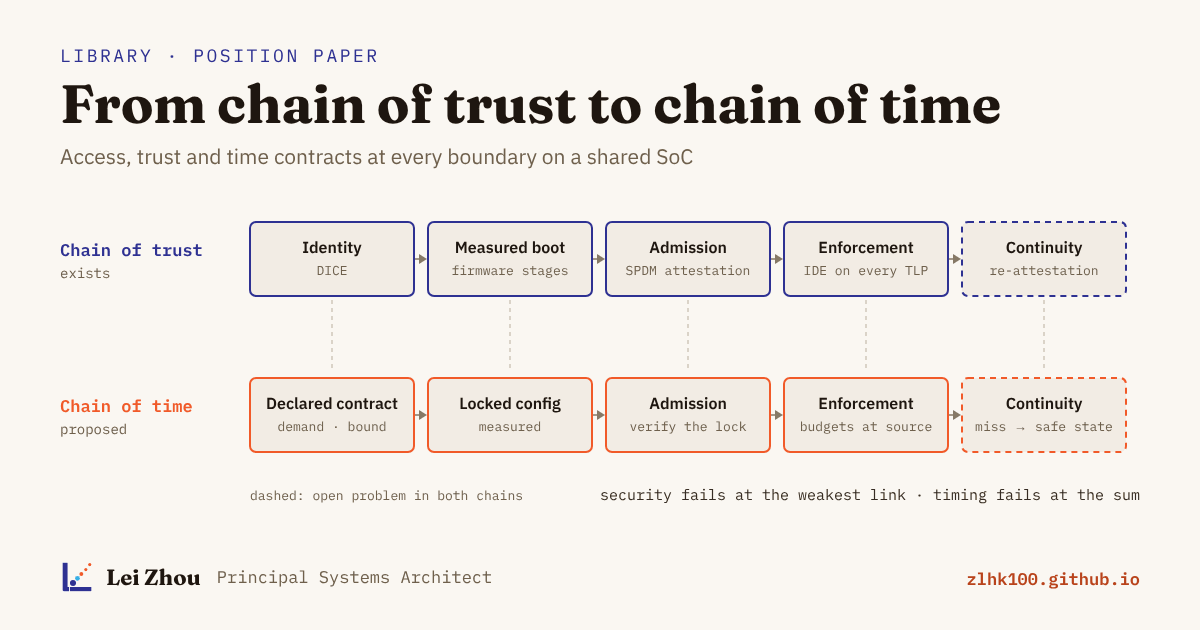 LIBRARY · POSITION PAPER
From chain of trust to chain of time
Access, trust and time contracts at every boundary on a shared SoC
Chain of trust
exists
Identity
DICE
Measured boot
firmware stages
Admission
SPDM attestation
Enforcement
IDE on every TLP
Continuity
re-attestation
Chain of time
proposed
Declared contract
demand · bound
Locked config
measured
Admission
verify the lock
Enforcement
budgets at source
Continuity
miss → safe state
dashed: open problem in both chains
security fails at the weakest link · timing fails at the sum
Lei Zhou
Principal Systems Architect
zlhk100.github.io